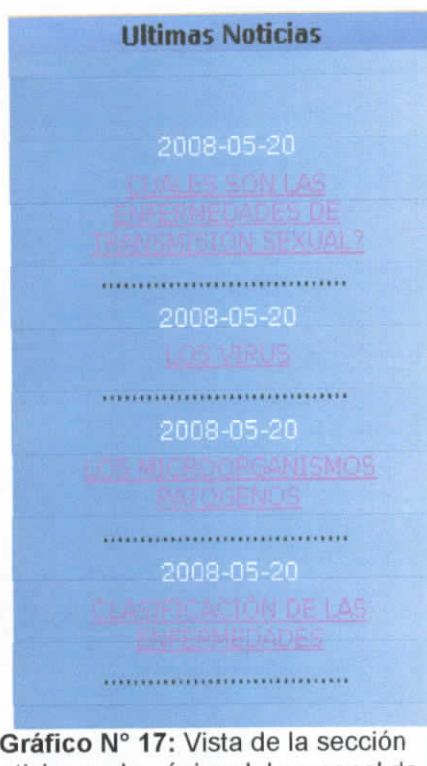 Ultimas Noticias
2008-05-20
CUALES SON LAS
ENFERMEDADES DE
TRANSMISION SEXUAL?
2008-05-20
LOS VIRUS
2008-05-20
LOS MICROORGANISMOS
PATOGENOS
2008-05-20
CLASIFICACIÓN DE LAS
ENFERMEDADES
Gráfico N° 17: Vista de la sección